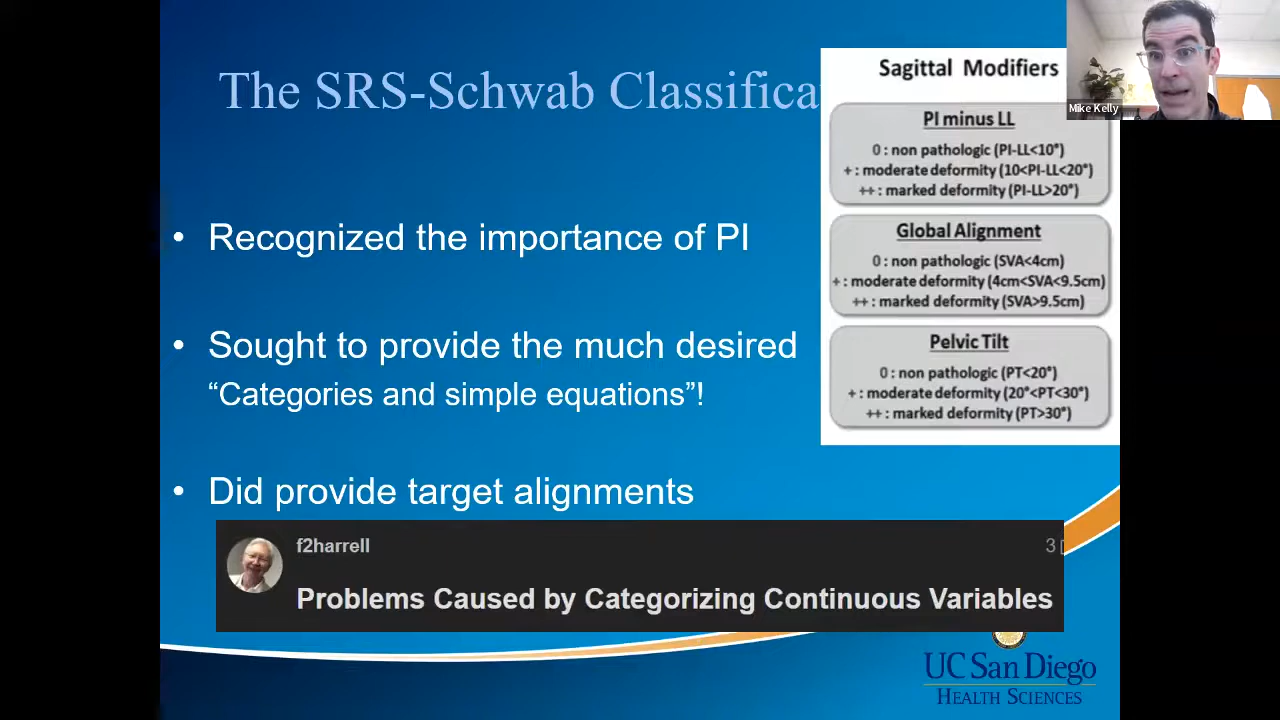 The SRS-Schwab Classifica
Sagittal Modifiers
PI minus LL
0 : non pathologic (PI-LL<10°)
+ : moderate deformity (10<PI-LL<20°)
++ : marked deformity (PI-LL>20°)
Global Alignment
0 : non pathologic (SVA<4cm)
+ : moderate deformity (4cm<SVA<9.5cm)
++ : marked deformity (SVA>9.5cm)
Pelvic Tilt
0 : non pathologic (PT<20°)
+ : moderate deformity (20°<PT<30°)
++ : marked deformity (PT>30°)
Mike Kelly
• Recognized the importance of PI
• Sought to provide the much desired
“Categories and simple equations”!
• Did provide target alignments
f2harrell
3
Problems Caused by Categorizing Continuous Variables
UC San Diego
HEALTH SCIENCES